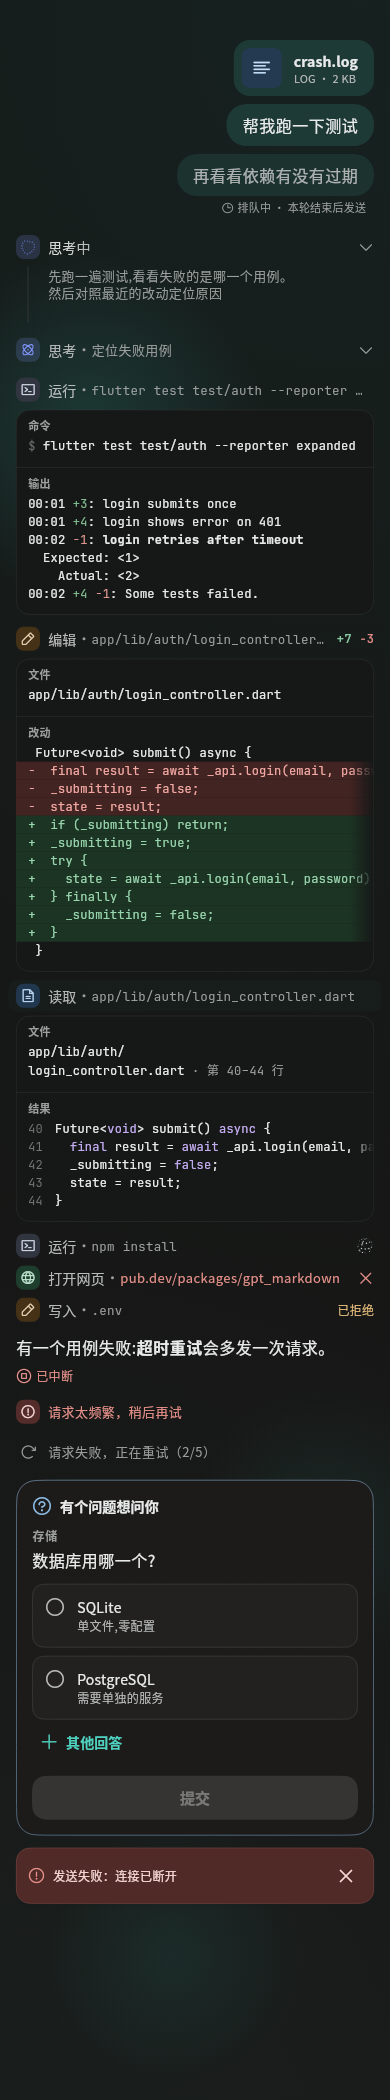 crash.log
LOG · 2 KB
帮我跑一下测试
再看看依赖有没有过期
排队中 · 本轮结束后发送
思考中
先跑一遍测试,看看失败的是哪一个用例。
然后对照最近的改动定位原因
思考 · 定位失败用例
运行 · flutter test test/auth --reporter …
命令
$ flutter test test/auth --reporter expanded
输出
00:01 +3: login submits once
00:01 +4: login shows error on 401
00:02 -1: login retries after timeout
Expected: <1>
Actual: <2>
00:02 +4 -1: Some tests failed.
编辑 · app/lib/auth/login_controller… +7 -3
文件
app/lib/auth/login_controller.dart
改动
Future<void> submit() async {
- final result = await _api.login(email, pass
- _submitting = false;
- state = result;
+ if (_submitting) return;
+ _submitting = true;
+ try {
+ state = await _api.login(email, password)
+ } finally {
+ _submitting = false;
+ }
}
读取 · app/lib/auth/login_controller.dart
文件
app/lib/auth/
login_controller.dart · 第 40–44 行
结果
40 Future<void> submit() async {
41 final result = await _api.login(email, pa
42 _submitting = false;
43 state = result;
44 }
运行 · npm install
打开网页 · pub.dev/packages/gpt_markdown
写入 · .env 已拒绝
有一个用例失败:超时重试会多发一次请求。
已中断
请求太频繁，稍后再试
请求失败，正在重试（2/5）
有个问题想问你
存储
数据库用哪一个?
SQLite
单文件,零配置
PostgreSQL
需要单独的服务
其他回答
提交
发送失败：连接已断开